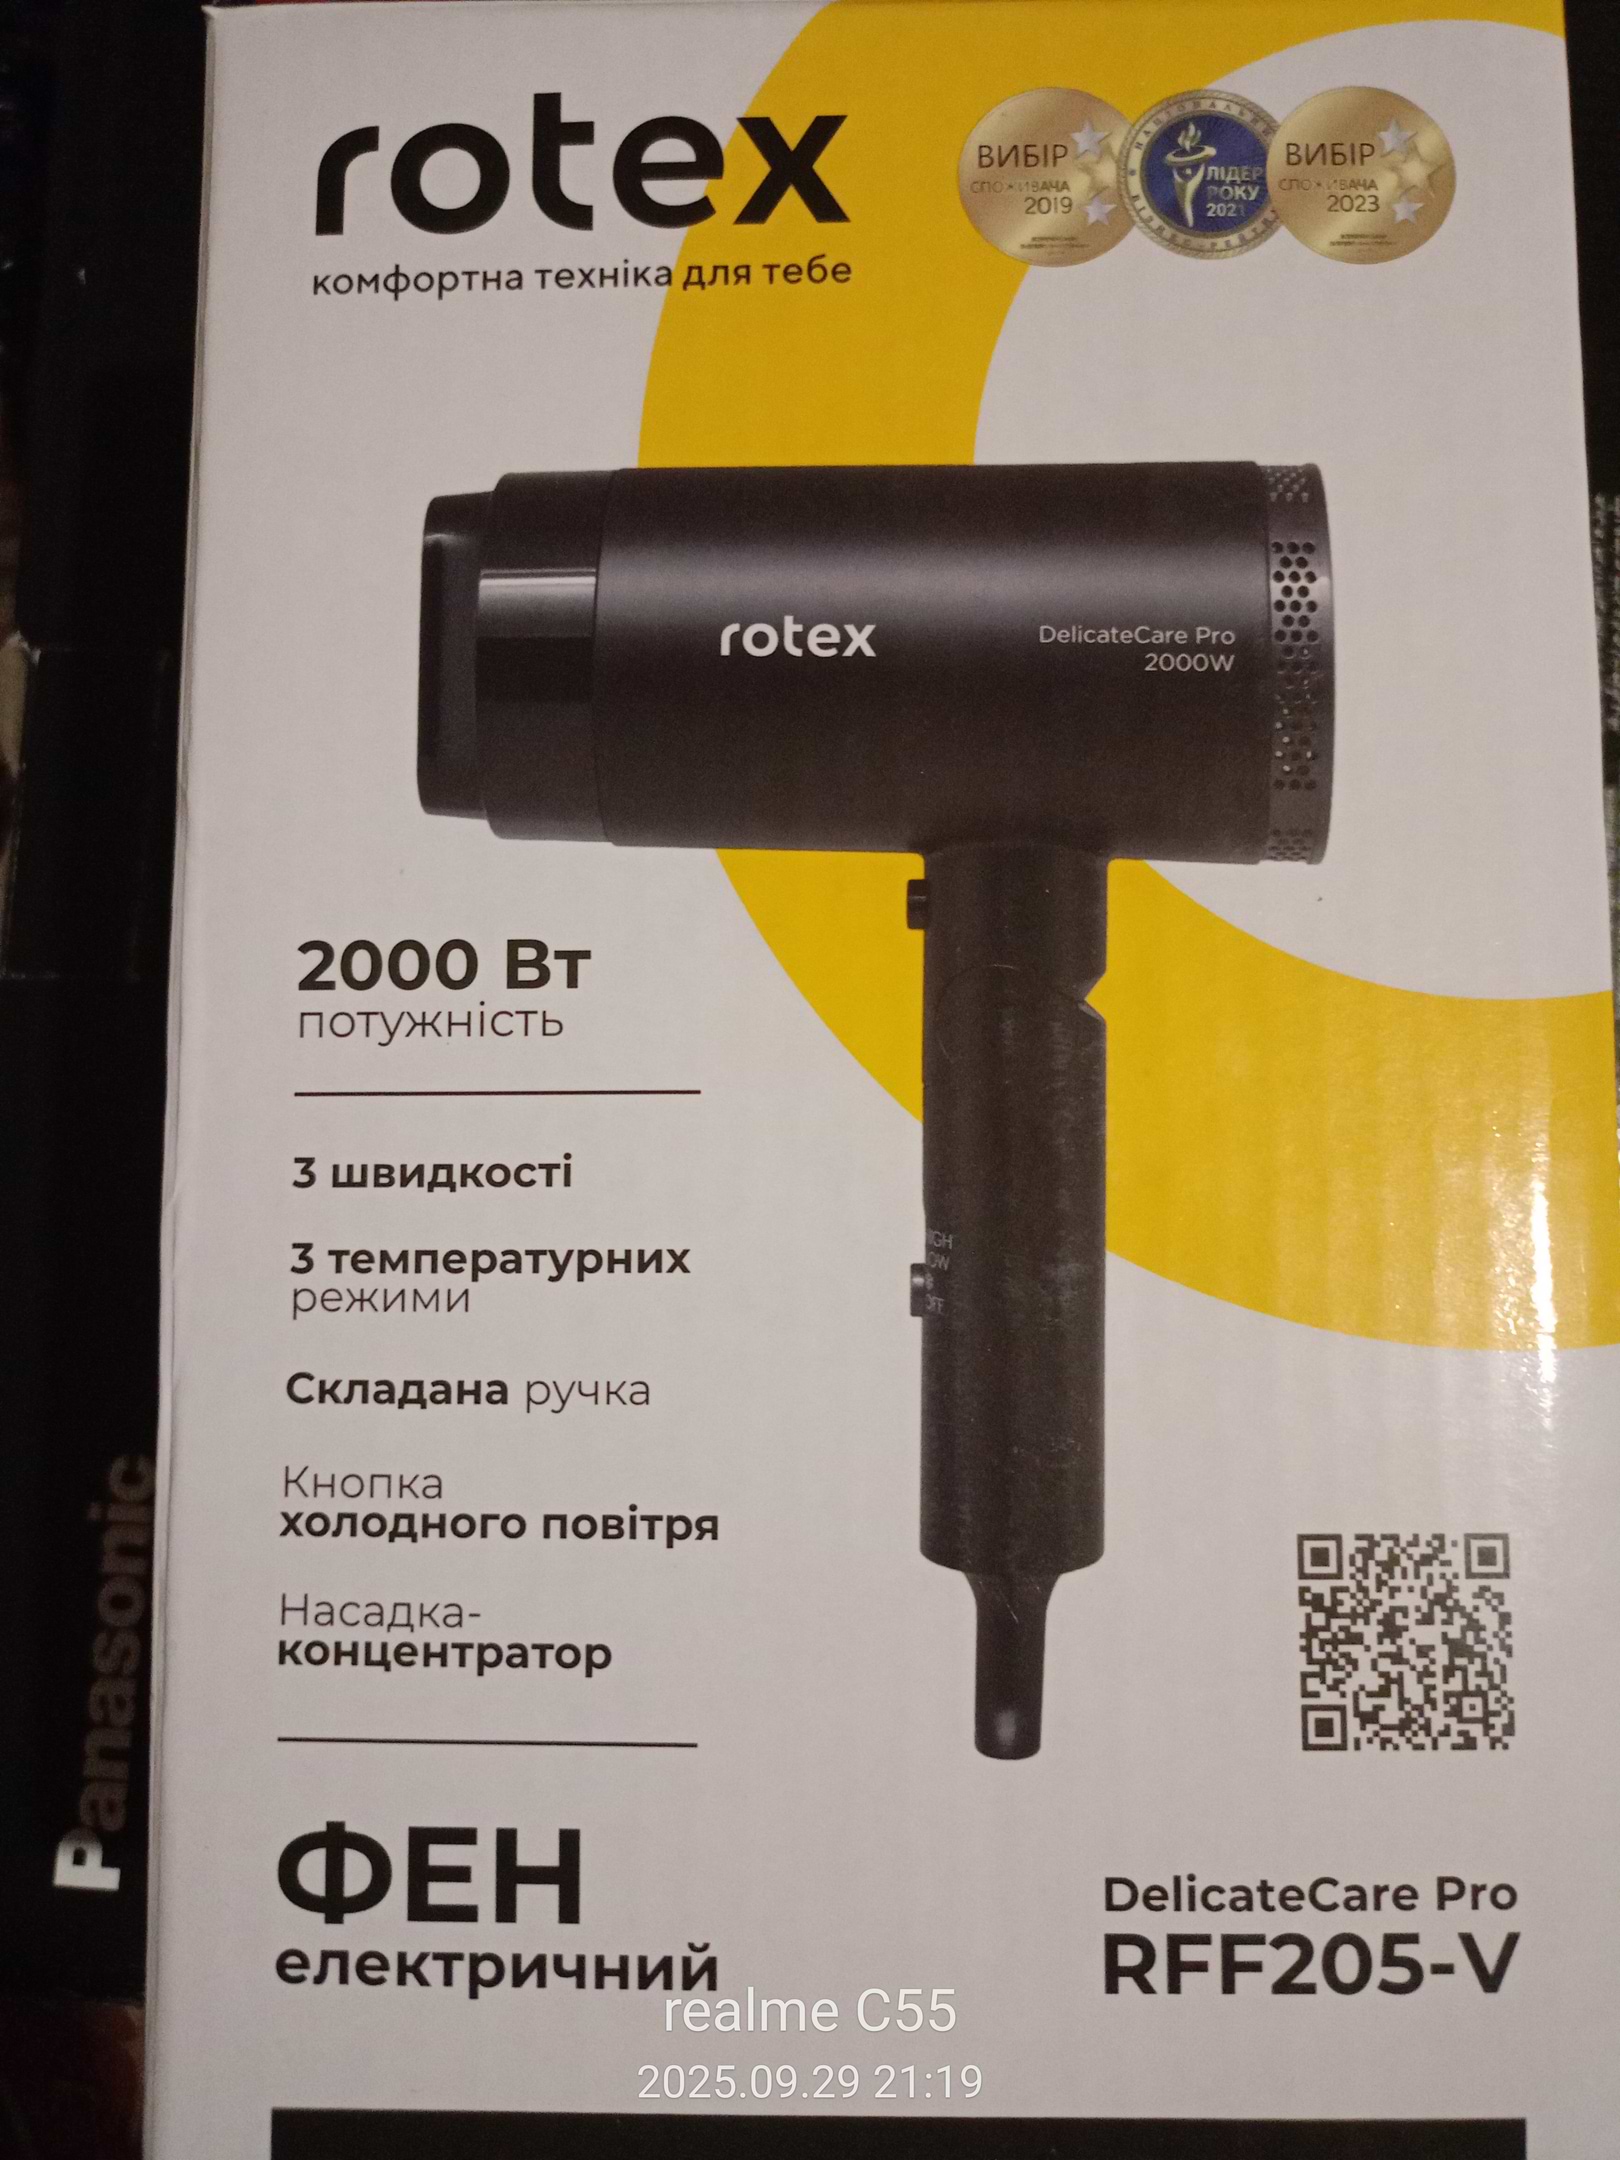 rotex
комфортна техніка для тебе
ВИБІР
СПОЖИВАЧА
2019
НАЦІОНАЛЬНИЙ
ЛІДЕР
РОКУ
2021
ВИБІР
СПОЖИВАЧА
2023
rotex
DelicateCare Pro
2000W
2000 Вт
потужність
3 швидкості
3 температурних
режими
Складана ручка
Кнопка
холодного повітря
Насадка-
концентратор
ФЕН
електричний
DelicateCare Pro
RFF205-V
Panasonic
realme C55
2025.09.29 21:19